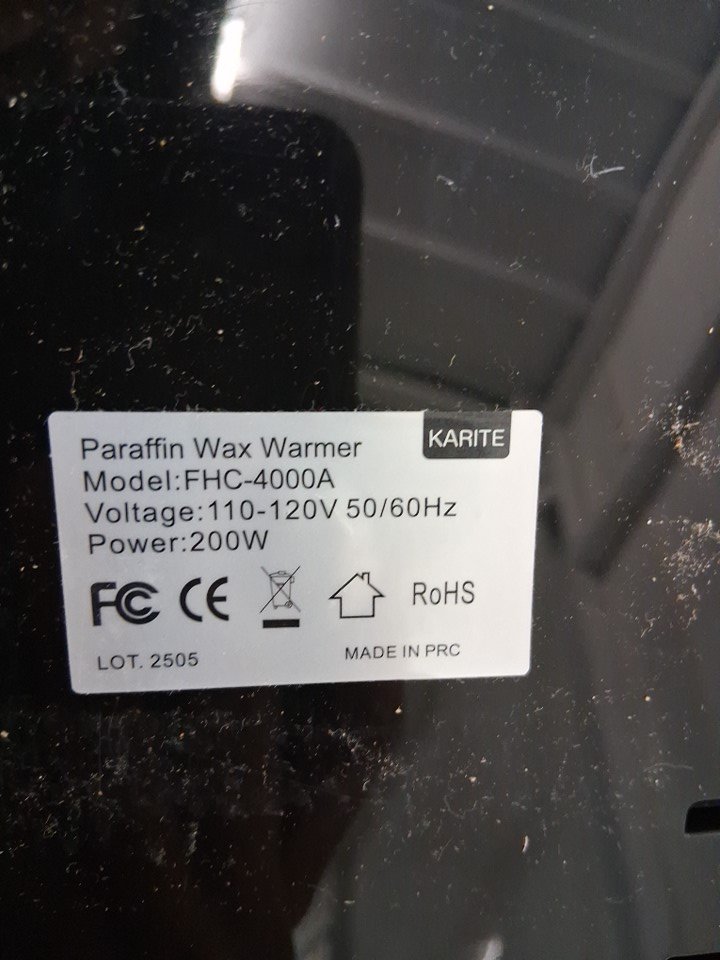 KARITE
Paraffin Wax Warmer
Model:FHC-4000A
Voltage:110-120V 50/60Hz
Power:200W
FC CE RoHS
LOT. 2505
MADE IN PRC